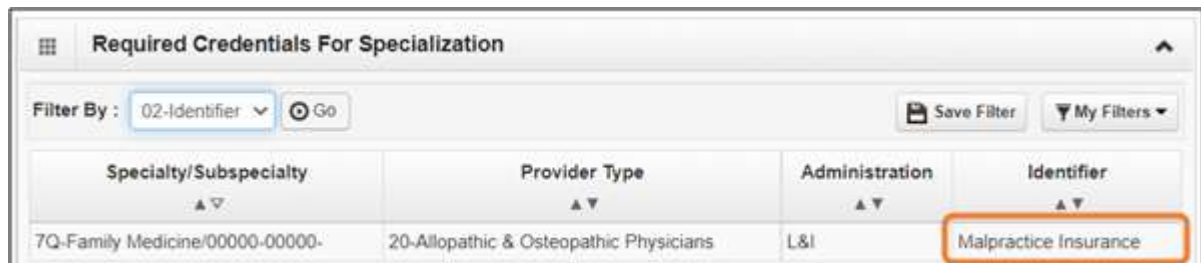 Required Credentials For Specialization
Filter By : 02-Identifier Go Save Filter My Filters
Specialty/Subspecialty Provider Type Administration Identifier
7Q-Family Medicine/00000-00000- 20-Allopathic & Osteopathic Physicians L&I Malpractice Insurance